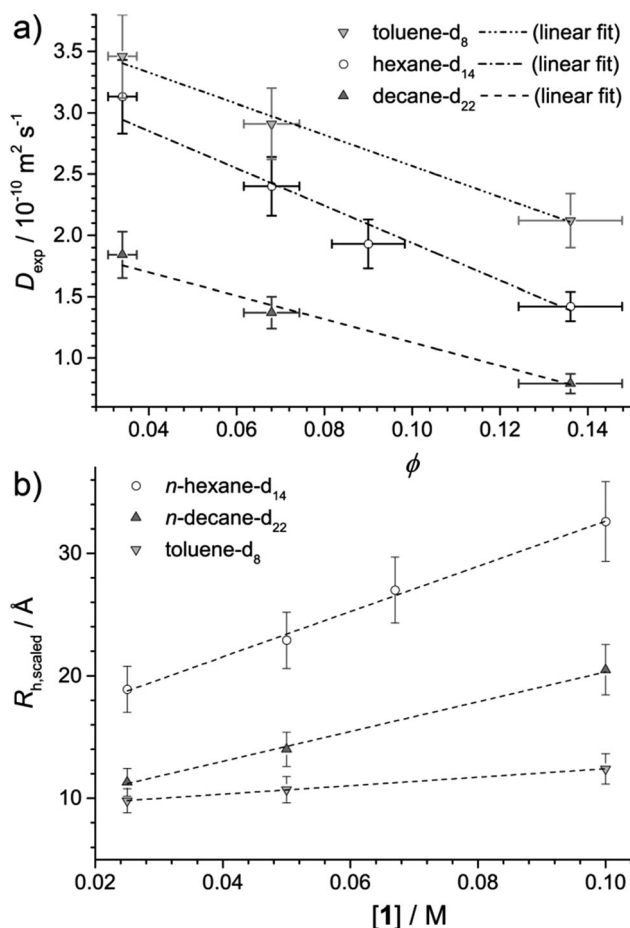 a)
toluene-d8 (linear fit)
hexane-d14 (linear fit)
decane-d22 (linear fit)
3.5
3.0
2.5
2.0
1.5
1.0
Dexp / 10-10 m2 s-1
0.04 0.06 0.08 0.10 0.12 0.14
ϕ
b)
n-hexane-d14
n-decane-d22
toluene-d8
30
20
10
Rh,scaled / Å
0.02 0.04 0.06 0.08 0.10
[1] / M